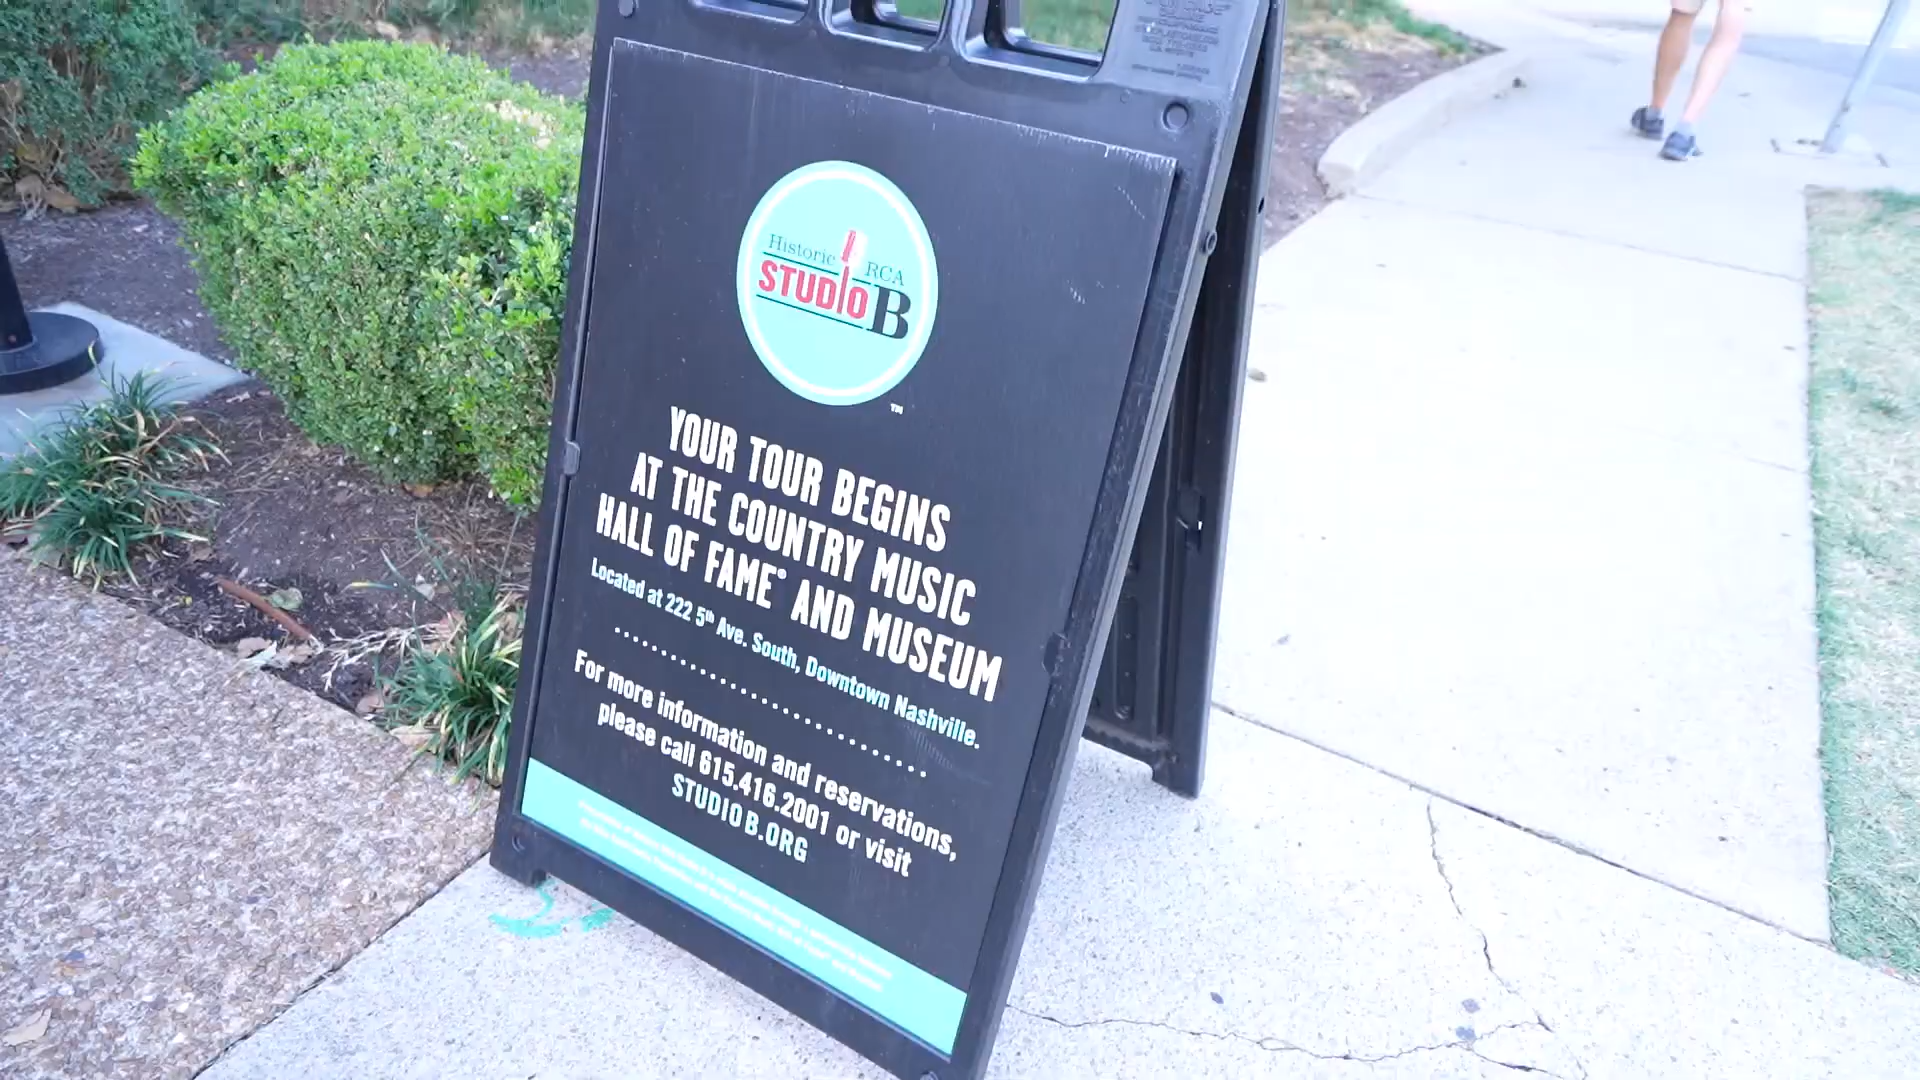 Historic RCA
STUDIO B
™
YOUR TOUR BEGINS
AT THE COUNTRY MUSIC
HALL OF FAME® AND MUSEUM
Located at 222 5th Ave. South, Downtown Nashville.
For more information and reservations,
please call 615.416.2001 or visit
STUDIOB.ORG